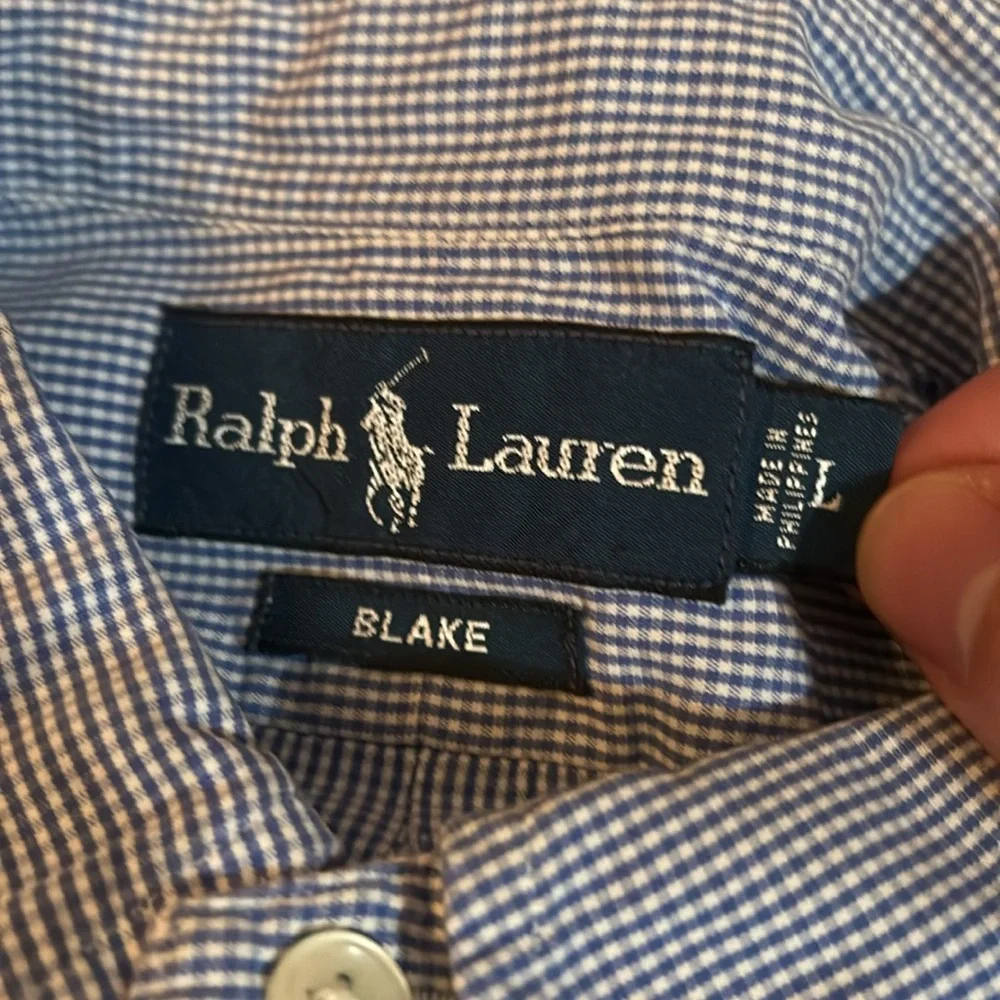 Ralph Lauren
MADE IN
PHILIPPINES
L
BLAKE